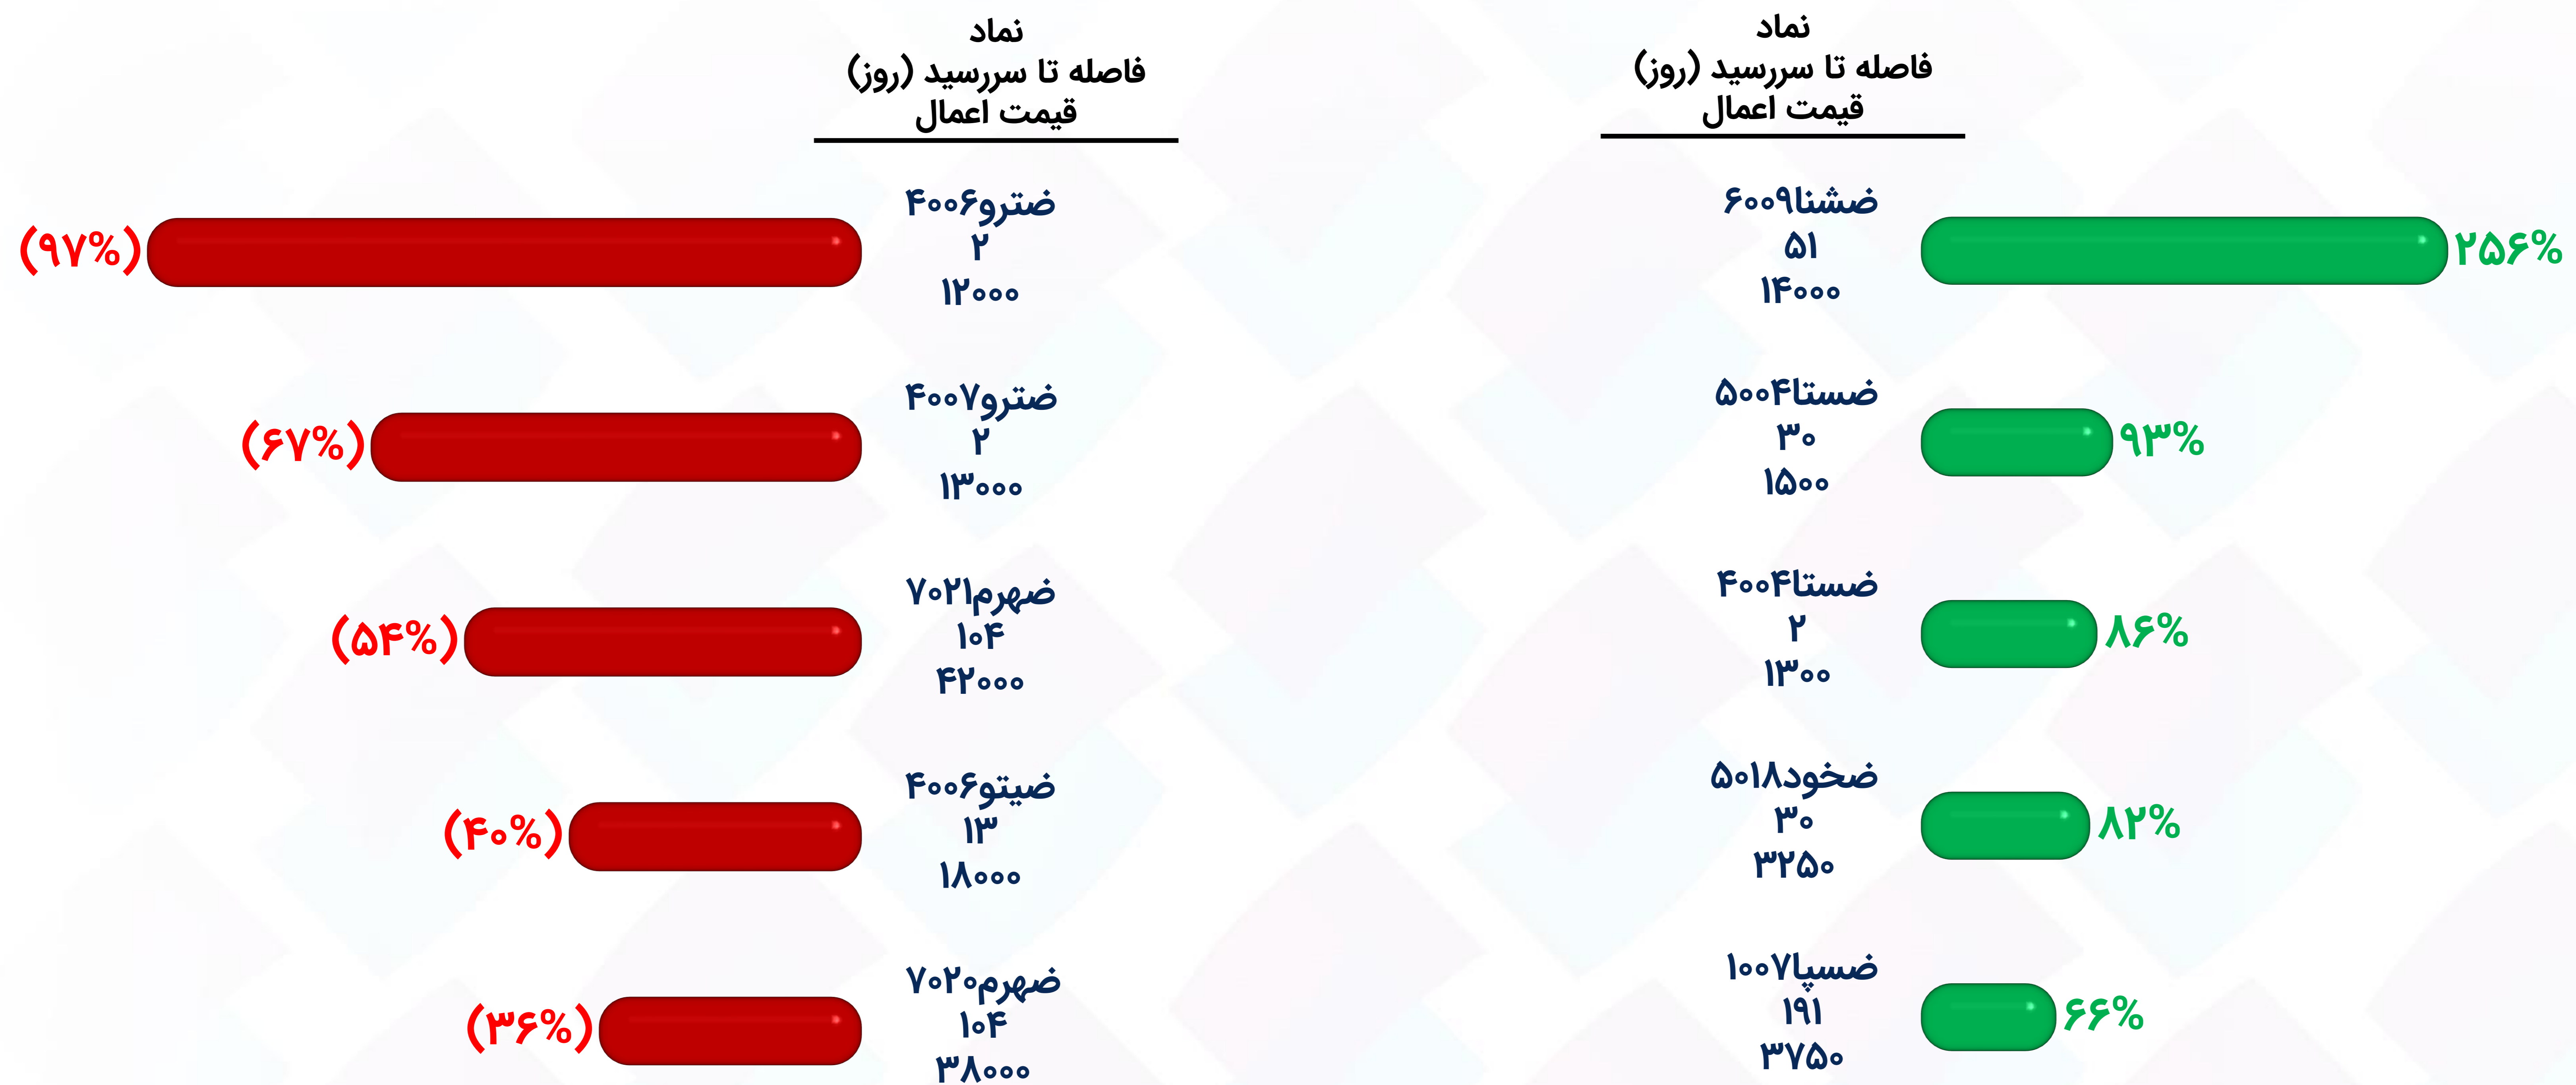 نماد
فاصله تا سررسید (روز)
قیمت اعمال
ضشنا۶۰۰۹
۵۱
۱۴۰۰۰
۲۵۶%
ضستا۵۰۰۴
۳۰
۱۵۰۰
۹۳%
ضستا۴۰۰۴
۲
۱۳۰۰
۸۶%
ضخود۵۰۱۸
۳۰
۳۲۵۰
۸۲%
ضسپا۱۰۰۷
۱۹۱
۳۷۵۰
۶۶%
نماد
فاصله تا سررسید (روز)
قیمت اعمال
ضترو۴۰۰۶
۲
۱۲۰۰۰
(۹۷%)
ضترو۴۰۰۷
۲
۱۳۰۰۰
(۶۷%)
ضهرم۷۰۲۱
۱۰۴
۴۲۰۰۰
(۵۴%)
ضیتو۴۰۰۶
۱۳
۱۸۰۰۰
(۴۰%)
ضهرم۷۰۲۰
۱۰۴
۳۸۰۰۰
(۳۶%)